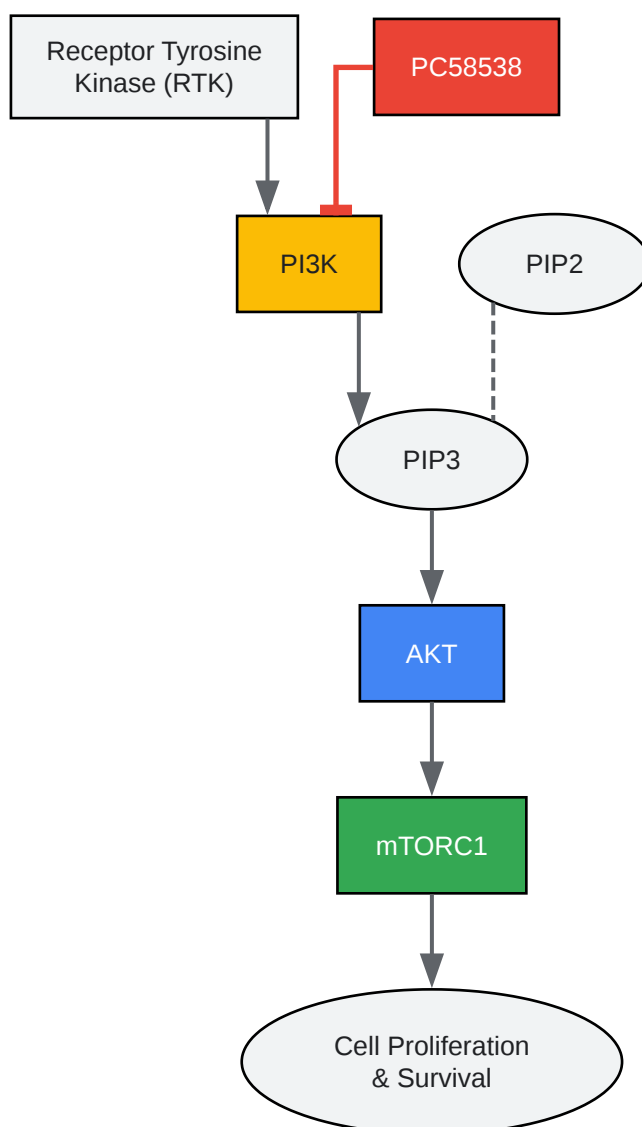 Receptor Tyrosine
Kinase (RTK)
PC58538
PI3K
PIP2
PIP3
AKT
mTORC1
Cell Proliferation
& Survival